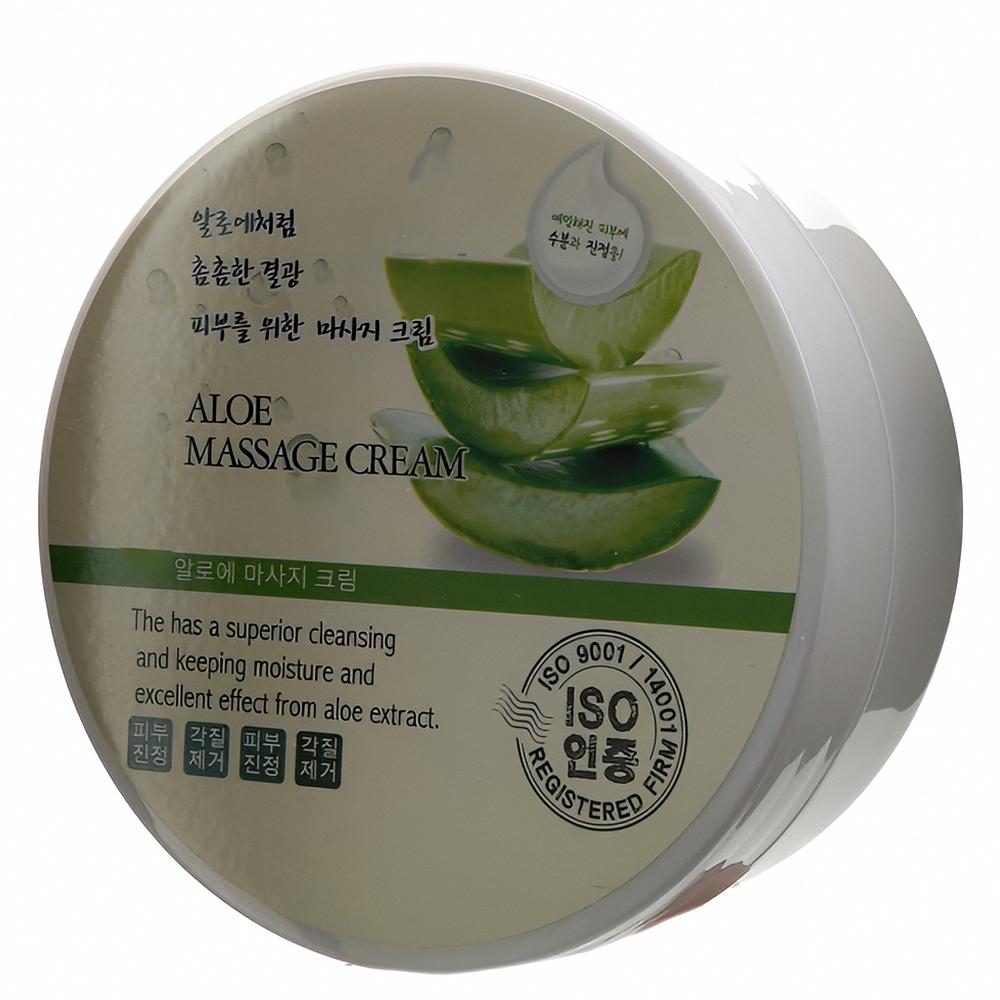 알로에처럼
촘촘한 결광
피부를 위한 마사지 크림
예민해진 피부에
수분과 진정을!
ALOE
MASSAGE CREAM
알로에 마사지 크림
The has a superior cleansing
and keeping moisture and
excellent effect from aloe extract.
피부 진정 각질 제거 피부 진정 각질 제거
ISO 9001 / 14001
ISO
인증
REGISTERED FIRM